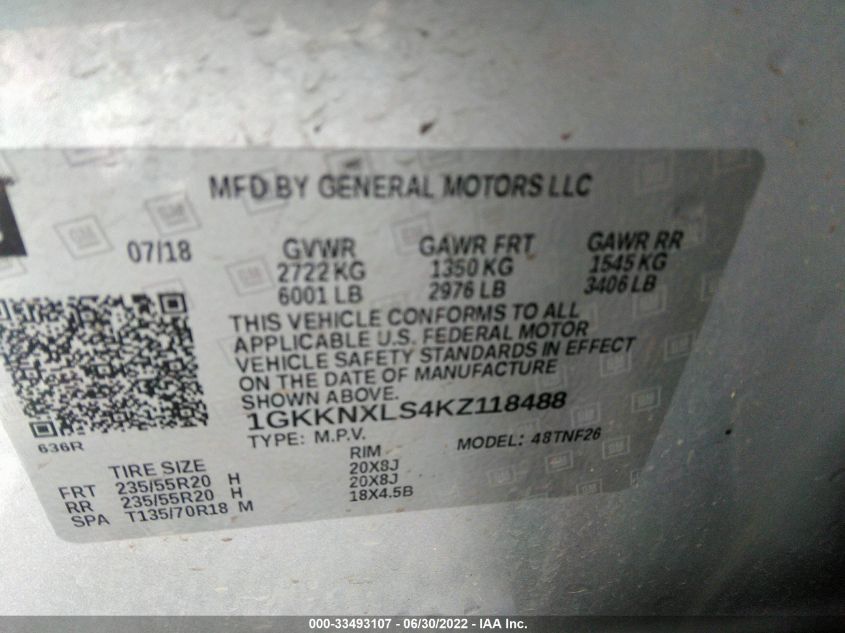 MFD BY GENERAL MOTORS LLC
07/18 GVWR GAWR FRT GAWR RR
2722 KG 1350 KG 1545 KG
6001 LB 2976 LB 3406 LB
THIS VEHICLE CONFORMS TO ALL
APPLICABLE U.S. FEDERAL MOTOR
VEHICLE SAFETY STANDARDS IN EFFECT
ON THE DATE OF MANUFACTURE
SHOWN ABOVE.
1GKKNXLS4KZ118488
636R
TYPE: M.P.V. MODEL: 48TNF26
TIRE SIZE RIM
FRT 235/55R20 H 20X8J
RR 235/55R20 H 20X8J
SPA T135/70R18 M 18X4.5B
000-33493107 - 06/30/2022 - IAA Inc.